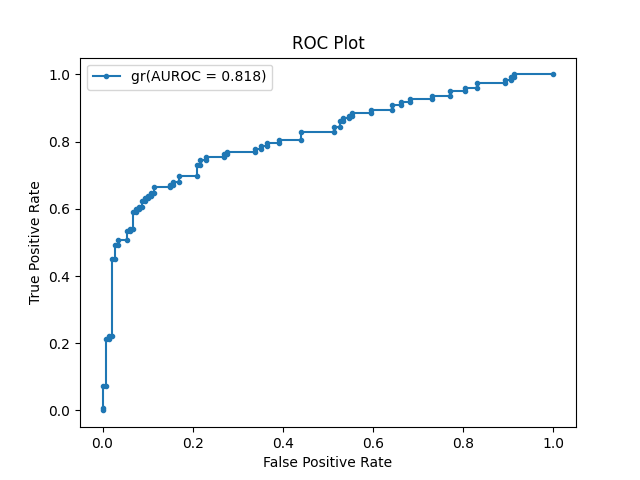 ROC Plot
gr(AUROC = 0.818)
1.0
0.8
0.6
0.4
0.2
0.0
True Positive Rate
0.0 0.2 0.4 0.6 0.8 1.0
False Positive Rate